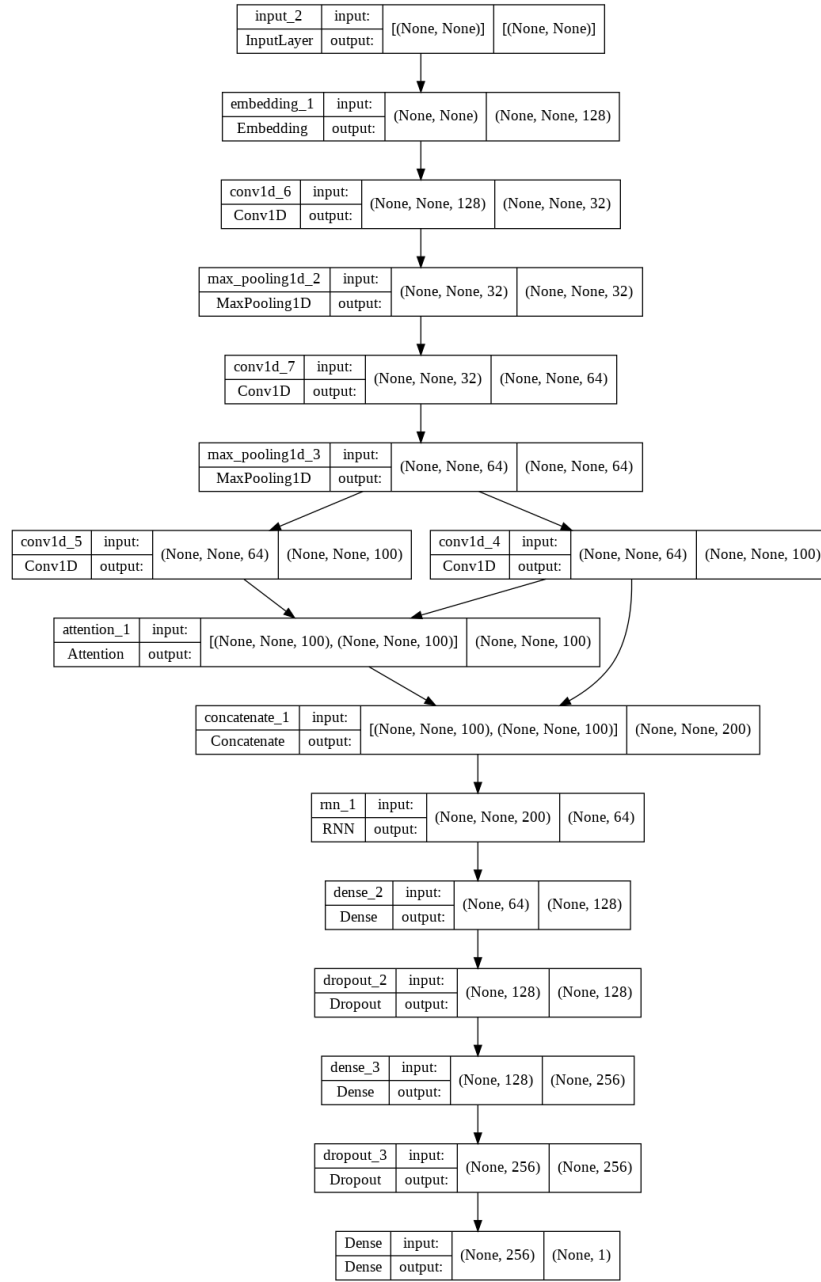 input_2 input: [(None, None)] [(None, None)]
InputLayer output:
embedding_1 input: (None, None) (None, None, 128)
Embedding output:
conv1d_6 input: (None, None, 128) (None, None, 32)
Conv1D output:
max_pooling1d_2 input: (None, None, 32) (None, None, 32)
MaxPooling1D output:
conv1d_7 input: (None, None, 32) (None, None, 64)
Conv1D output:
max_pooling1d_3 input: (None, None, 64) (None, None, 64)
MaxPooling1D output:
conv1d_5 input: (None, None, 64) (None, None, 100)
Conv1D output:
conv1d_4 input: (None, None, 64) (None, None, 100)
Conv1D output:
attention_1 input: [(None, None, 100), (None, None, 100)] (None, None, 100)
Attention output:
concatenate_1 input: [(None, None, 100), (None, None, 100)] (None, None, 200)
Concatenate output:
rnn_1 input: (None, None, 200) (None, 64)
RNN output:
dense_2 input: (None, 64) (None, 128)
Dense output:
dropout_2 input: (None, 128) (None, 128)
Dropout output:
dense_3 input: (None, 128) (None, 256)
Dense output:
dropout_3 input: (None, 256) (None, 256)
Dropout output:
Dense input: (None, 256) (None, 1)
Dense output: